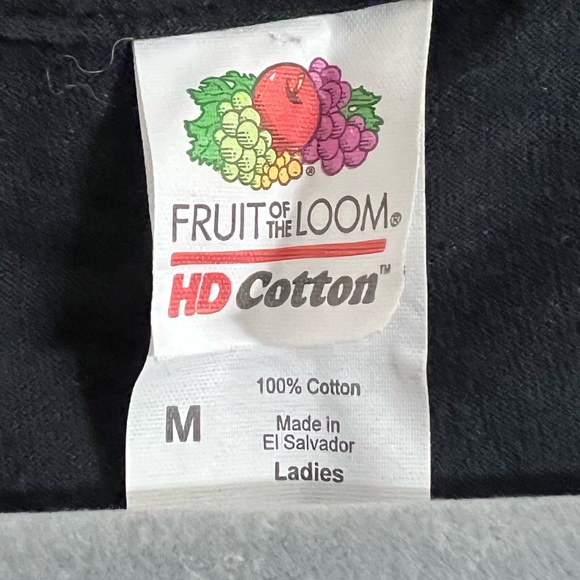 FRUIT OF THE LOOM®
HD Cotton™
100% Cotton
M
Made in
El Salvador
Ladies